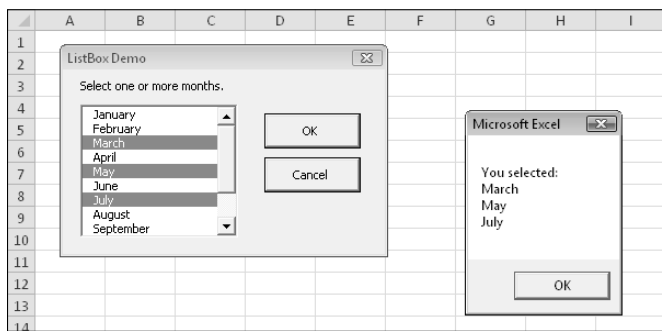 A B C D E F G H I
1
2
3
4
5
6
7
8
9
10
11
12
13
14
ListBox Demo
Select one or more months.
January
February
March
April
May
June
July
August
September
OK
Cancel
Microsoft Excel
You selected:
March
May
July
OK